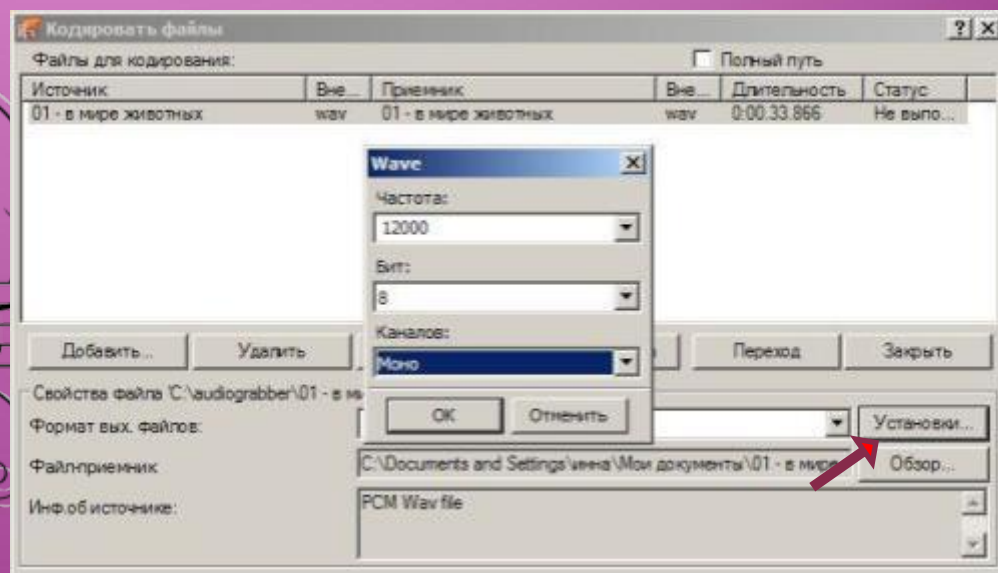 Кодировать файлы
Файлы для кодирования: Полный путь
Источник Вне... Приемник Вне... Длительность Статус
01 - в мире животных wav 01 - в мире животных wav 0:00.33.866 Не выпо...
Wave
Частота:
12000
Бит:
8
Каналов:
Моно
OK Отменить
Добавить... Удалить Переход Закрыть
Свойства файла 'C:\audiograbber\01 - в
Формат вых. файлов: Установки...
Файл-приемник C:\Documents and Settings\инна\Мои документы\01 - в мире Обзор...
Инф.об источнике: PCM Wav file